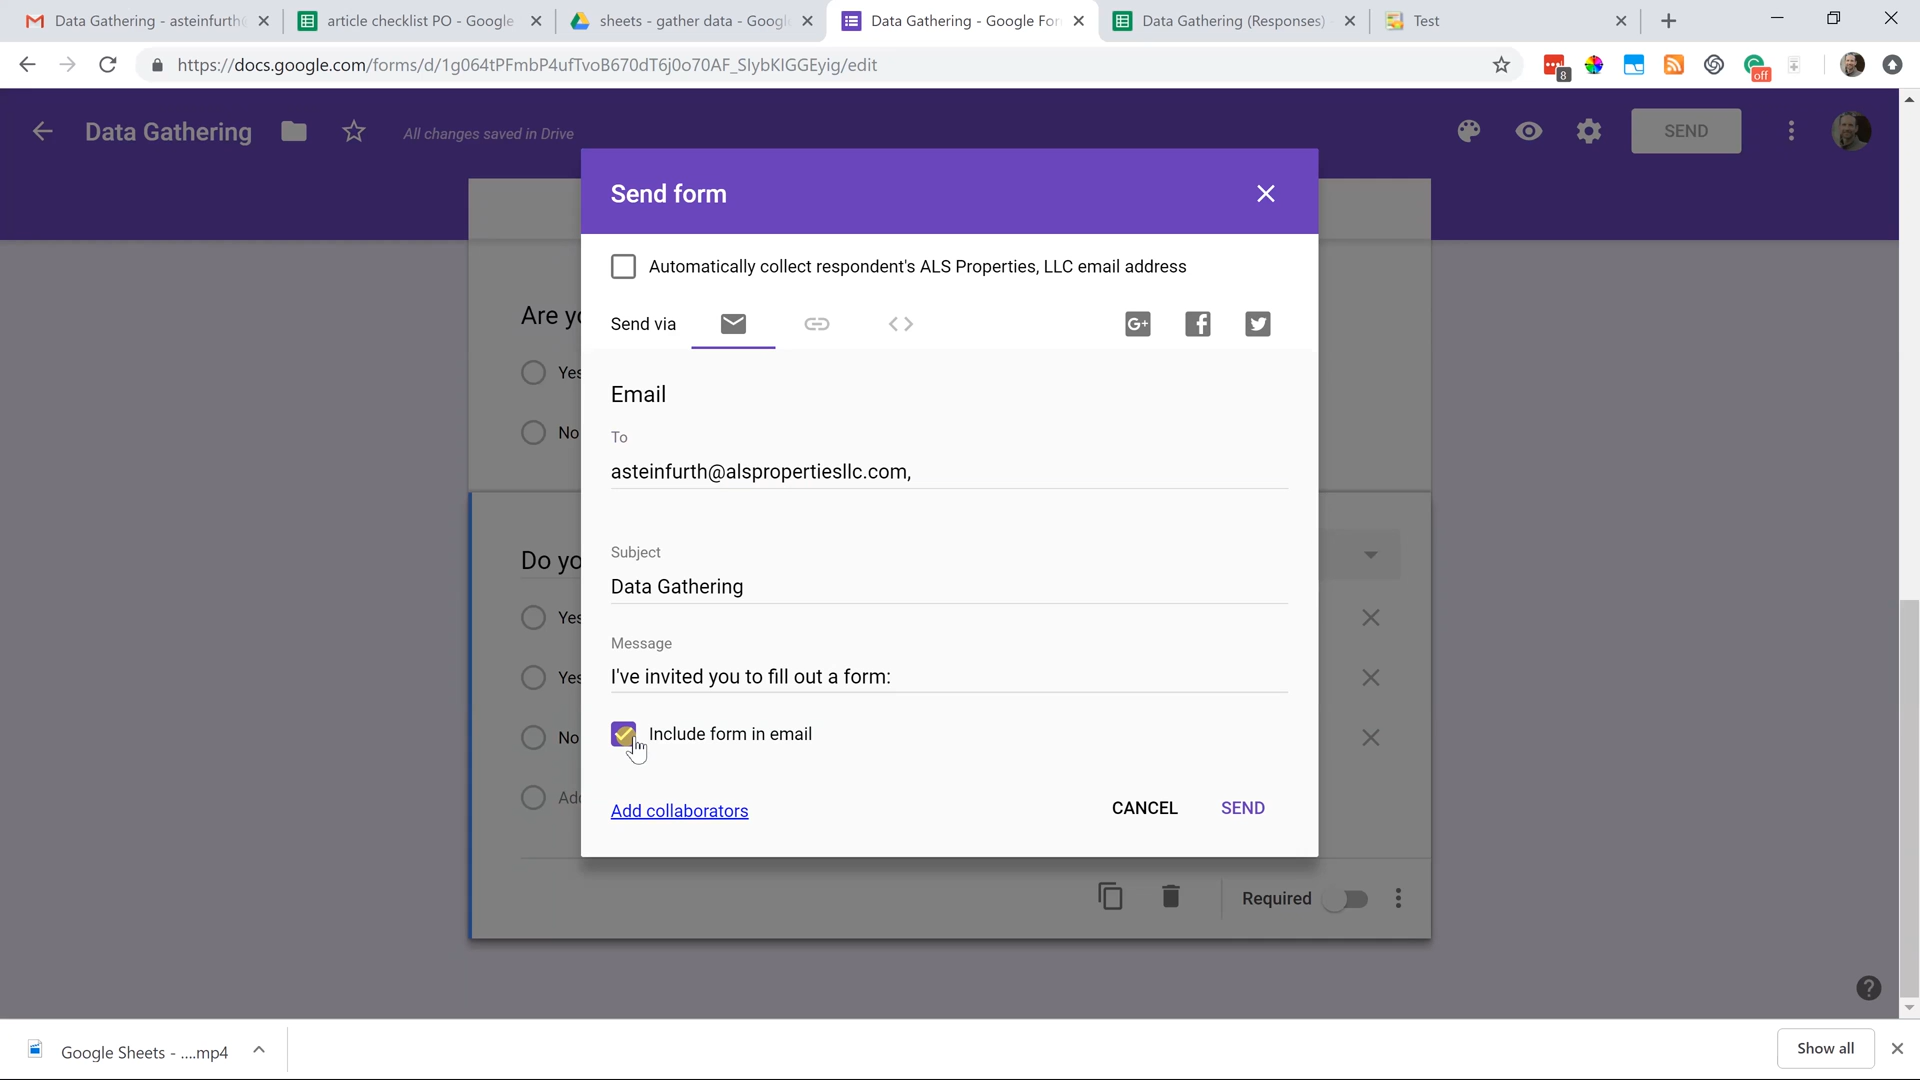 Data Gathering - asteinfurth
article checklist PO - Google
sheets - gather data - Googl
Data Gathering - Google For
Data Gathering (Responses)
Test
https://docs.google.com/forms/d/1g064tPFmbP4ufTvoB670dT6j0o70AF_SlybKIGGEyig/edit
8
off
Data Gathering
All changes saved in Drive
SEND
Send form
Automatically collect respondent's ALS Properties, LLC email address
Send via
G+
Are yo
Yes
No
Email
To
asteinfurth@alspropertiesllc.com,
Subject
Data Gathering
Do yo
Yes
Yes
No
Add
Message
I've invited you to fill out a form:
Include form in email
Add collaborators
CANCEL
SEND
Required
Google Sheets - ....mp4
Show all